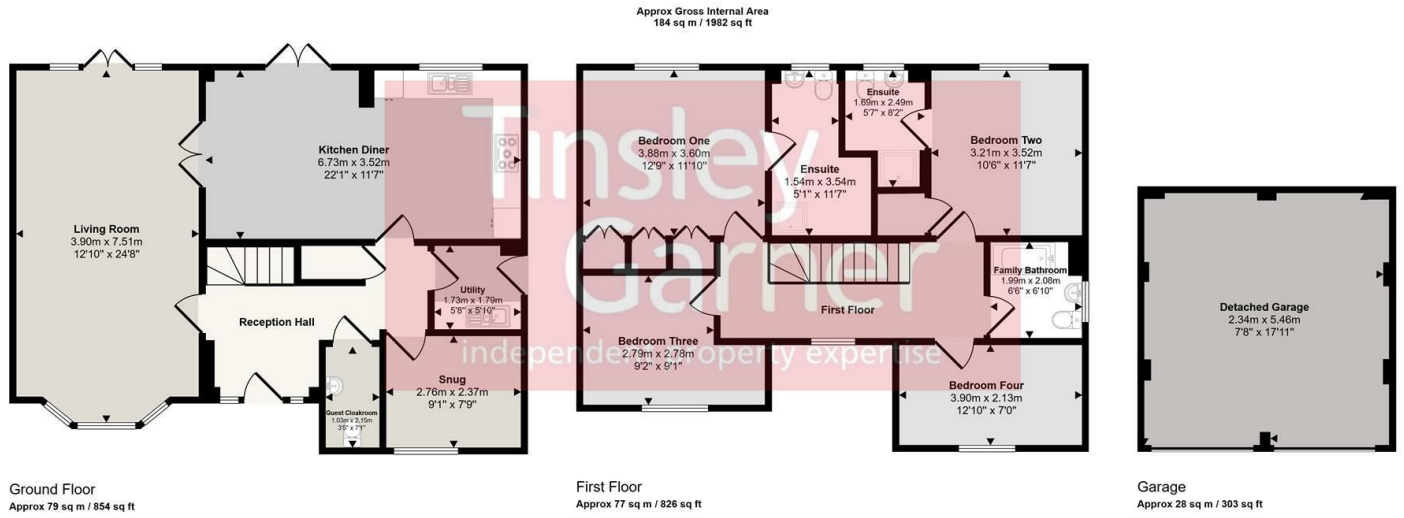 Approx Gross Internal Area
184 sq m / 1982 sq ft
Tinsley
Garner
independent property expertise
Living Room
3.90m x 7.51m
12'10" x 24'8"
Kitchen Diner
6.73m x 3.52m
22'1" x 11'7"
Utility
1.73m x 1.79m
5'8" x 5'10"
Reception Hall
Guest Cloakroom
1.03m x 2.15m
3'5" x 7'1"
Snug
2.76m x 2.37m
9'1" x 7'9"
Ground Floor
Approx 79 sq m / 854 sq ft
Bedroom One
3.88m x 3.60m
12'9" x 11'10"
Ensuite
1.54m x 3.54m
5'1" x 11'7"
Ensuite
1.69m x 2.49m
5'7" x 8'2"
Bedroom Two
3.21m x 3.52m
10'6" x 11'7"
Family Bathroom
1.99m x 2.08m
6'6" x 6'10"
First Floor
Bedroom Three
2.79m x 2.78m
9'2" x 9'1"
Bedroom Four
3.90m x 2.13m
12'10" x 7'0"
First Floor
Approx 77 sq m / 826 sq ft
Detached Garage
2.34m x 5.46m
7'8" x 17'11"
Garage
Approx 28 sq m / 303 sq ft